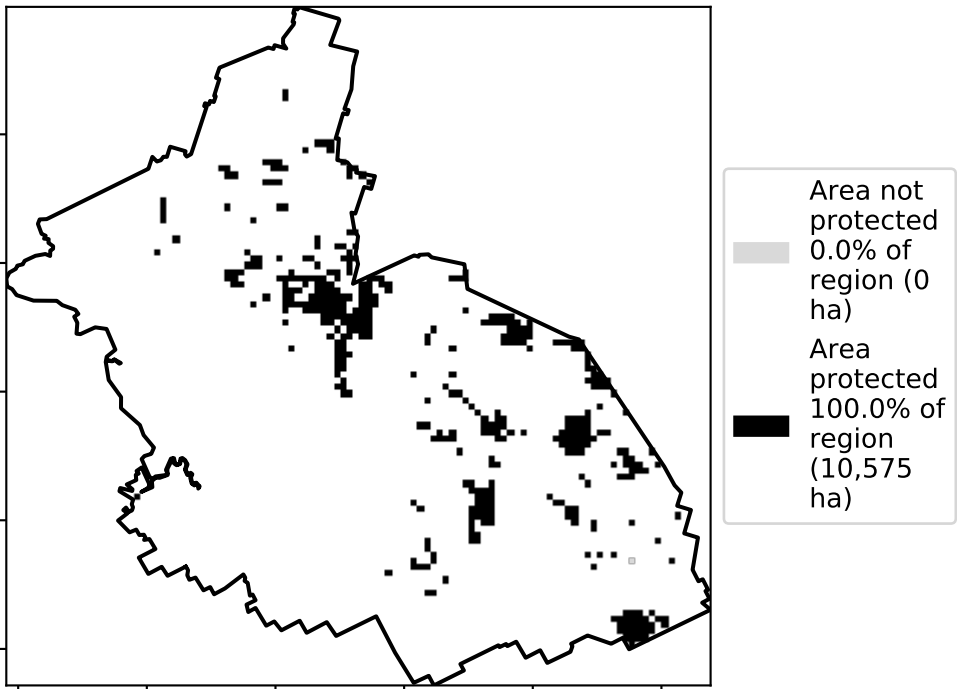 Area not
protected
0.0% of
region (0
ha)
Area
protected
100.0% of
region
(10,575
ha)